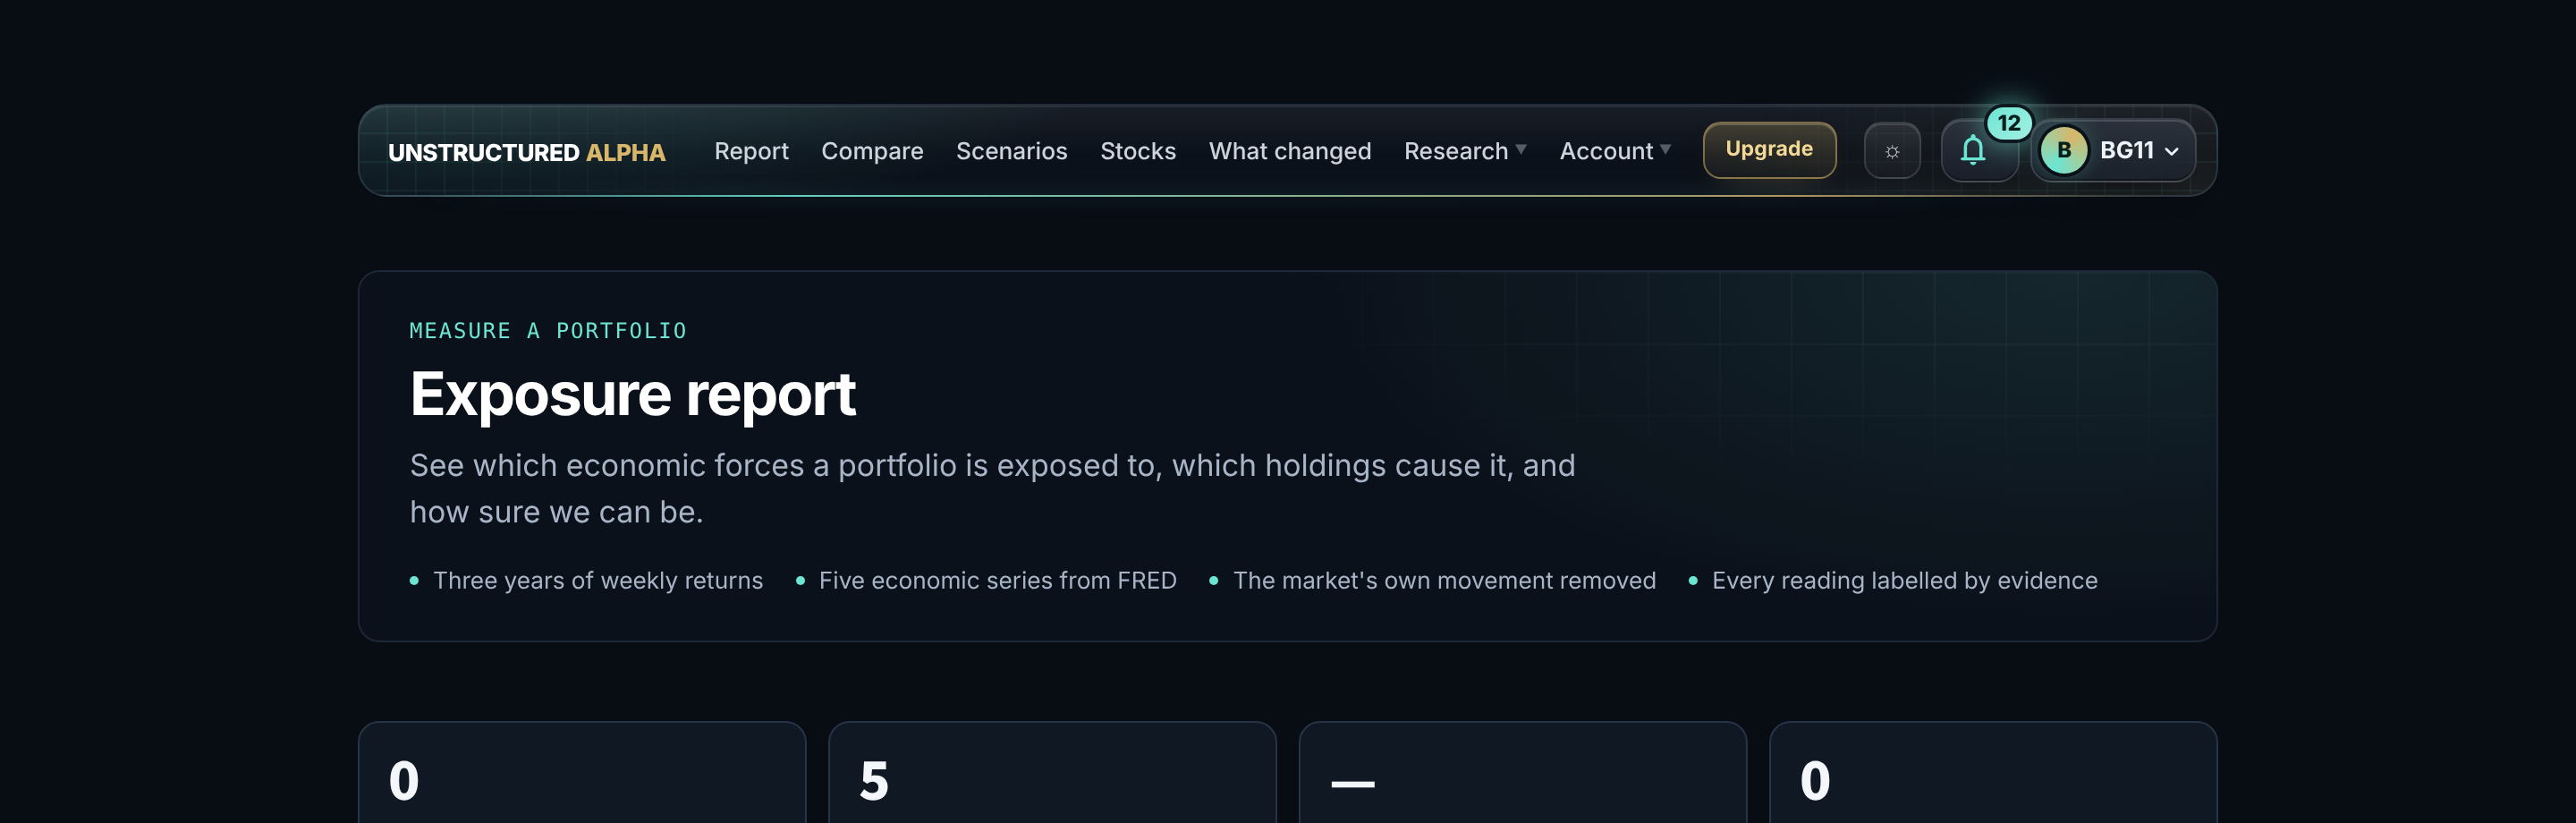 UNSTRUCTURED ALPHA Report Compare Scenarios Stocks What changed Research Account Upgrade 12 B BG11
MEASURE A PORTFOLIO
Exposure report
See which economic forces a portfolio is exposed to, which holdings cause it, and
how sure we can be.
Three years of weekly returns Five economic series from FRED The market's own movement removed Every reading labelled by evidence
0 5 — 0